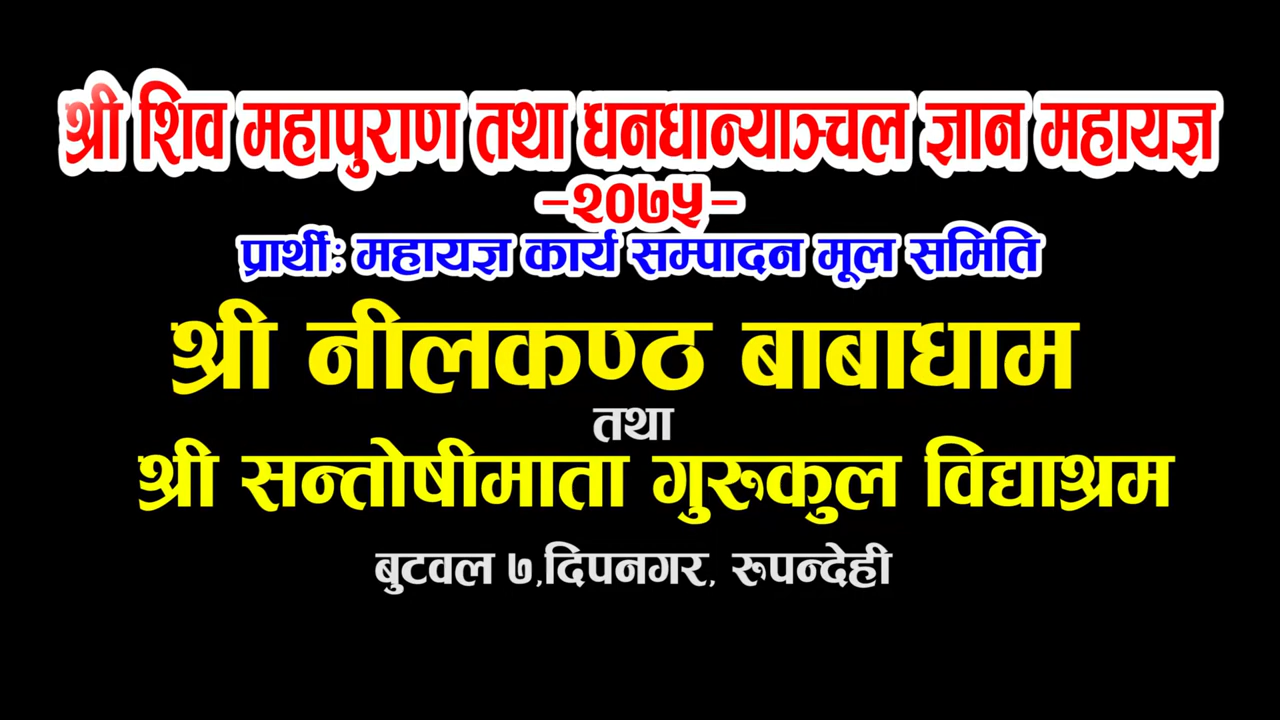 श्री शिव महापुराण तथा धनधान्याञ्चल ज्ञान महायज्ञ
-२०७५-
प्रार्थीः महायज्ञ कार्य सम्पादन मूल समिति
श्री नीलकण्ठ बाबाधाम
तथा
श्री सन्तोषीमाता गुरुकुल विद्याश्रम
बुटवल ७,दिपनगर, रुपन्देही